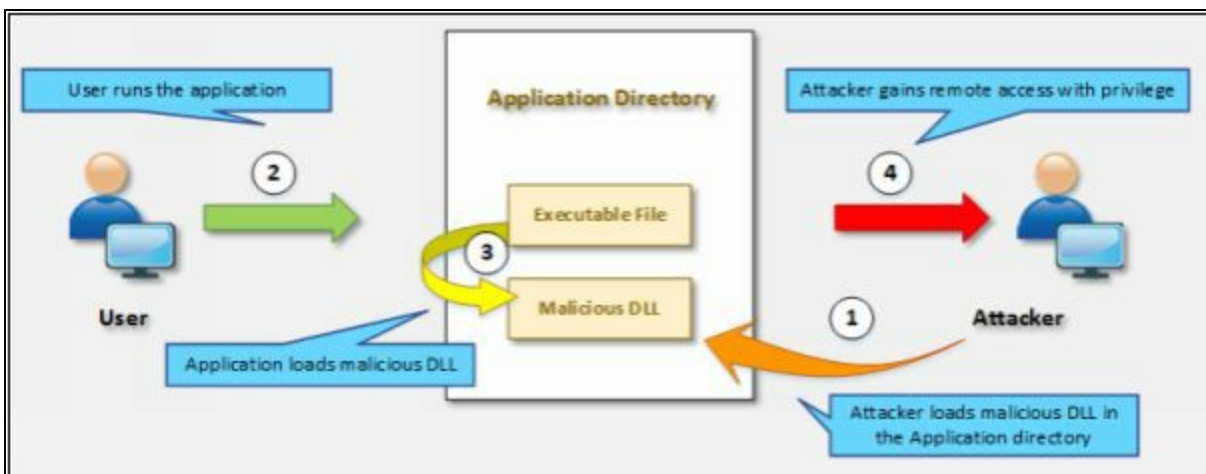 User runs the application
Application Directory
Attacker gains remote access with privilege
2
4
Executable File
3
Malicious DLL
User
1
Attacker
Application loads malicious DLL
Attacker loads malicious DLL in
the Application directory